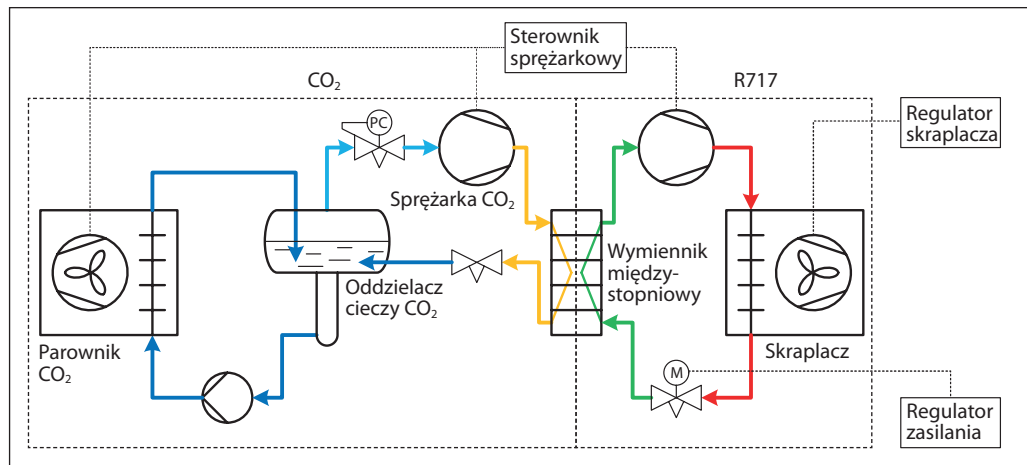 Sterownik
sprężarkowy
CO₂
R717
PC
Regulator
skraplacza
Sprężarka CO₂
Wymiennik
między-
stopniowy
Oddzielacz
cieczy CO₂
Parownik
CO₂
Skraplacz
M
Regulator
zasilania